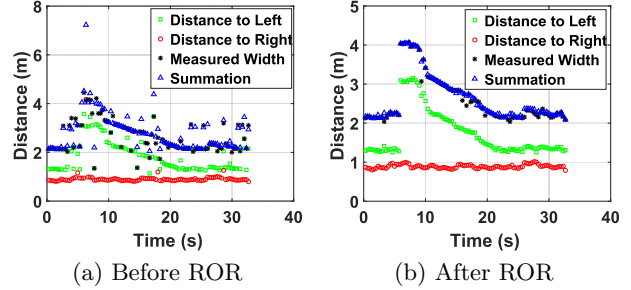 8
6
4
2
0
0 10 20 30 40
Distance (m)
Time (s)
Distance to Left
Distance to Right
Measured Width
Summation
(a) Before ROR
5
4
3
2
1
0
0 10 20 30 40
Distance (m)
Time (s)
Distance to Left
Distance to Right
Measured Width
Summation
(b) After ROR